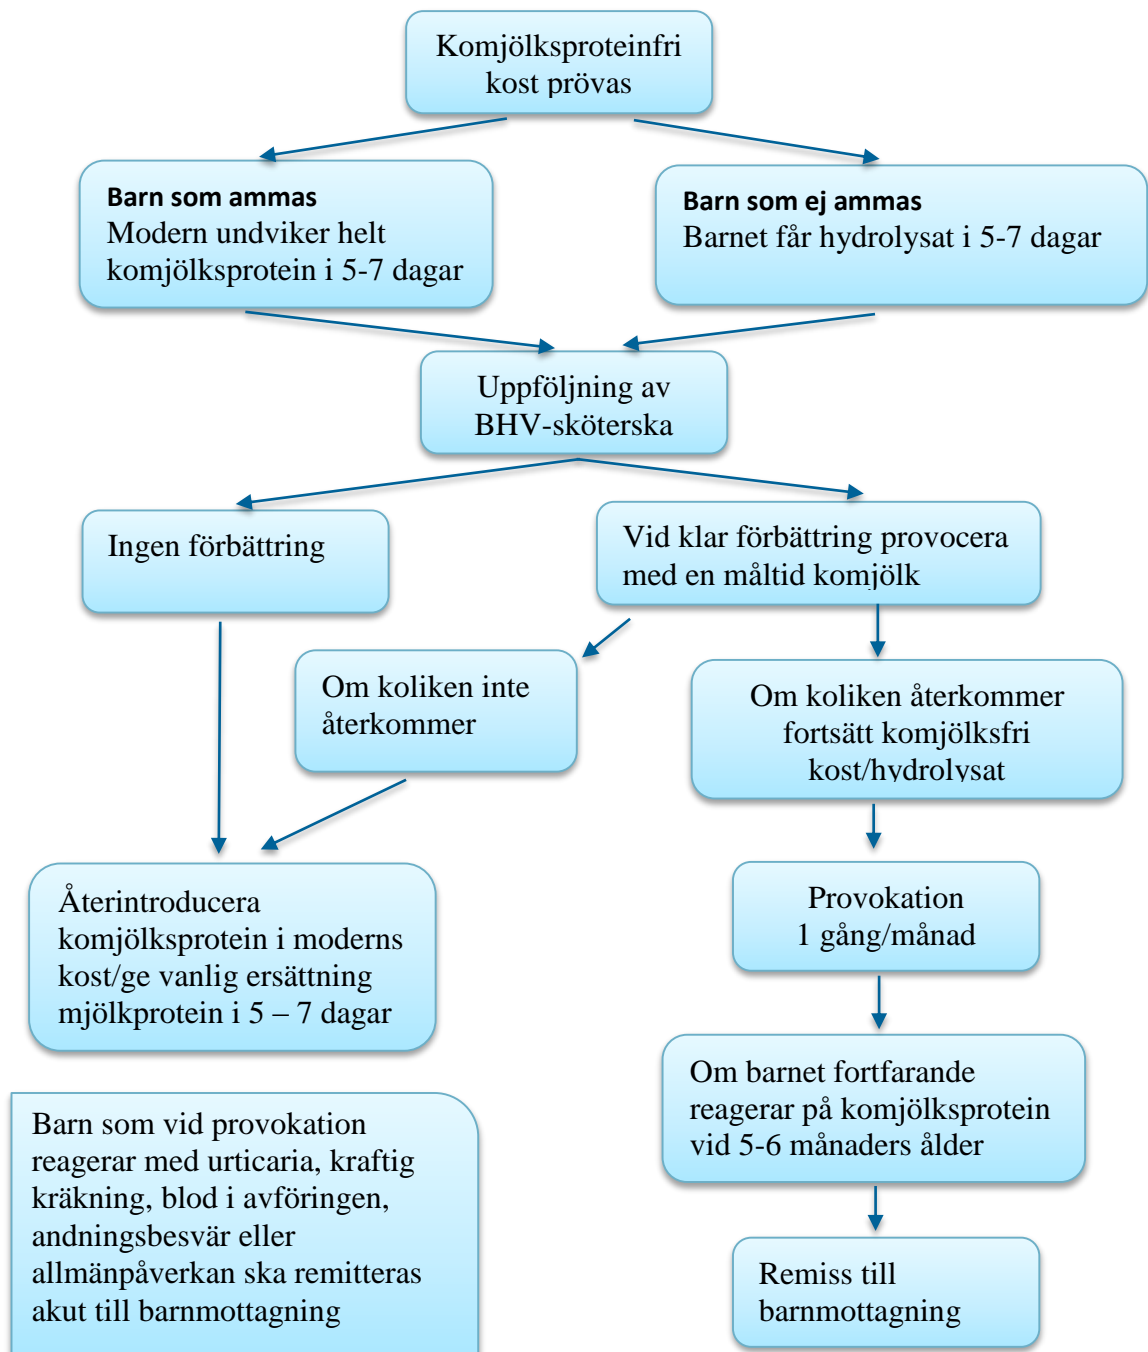 Komjölksproteinfri
kost prövas
Barn som ammas
Modern undviker helt
komjölksprotein i 5-7 dagar
Barn som ej ammas
Barnet får hydrolysat i 5-7 dagar
Uppföljning av
BHV-sköterska
Ingen förbättring
Vid klar förbättring provocera
med en måltid komjölk
Om koliken inte
återkommer
Om koliken återkommer
fortsätt komjölksfri
kost/hydrolysat
Återintroducera
komjölksprotein i moderns
kost/ge vanlig ersättning
mjölkprotein i 5 – 7 dagar
Provokation
1 gång/månad
Om barnet fortfarande
reagerar på komjölksprotein
vid 5-6 månaders ålder
Barn som vid provokation
reagerar med urticaria, kraftig
kräkning, blod i avföringen,
andningsbesvär eller
allmänpåverkan ska remitteras
akut till barnmottagning
Remiss till
barnmottagning